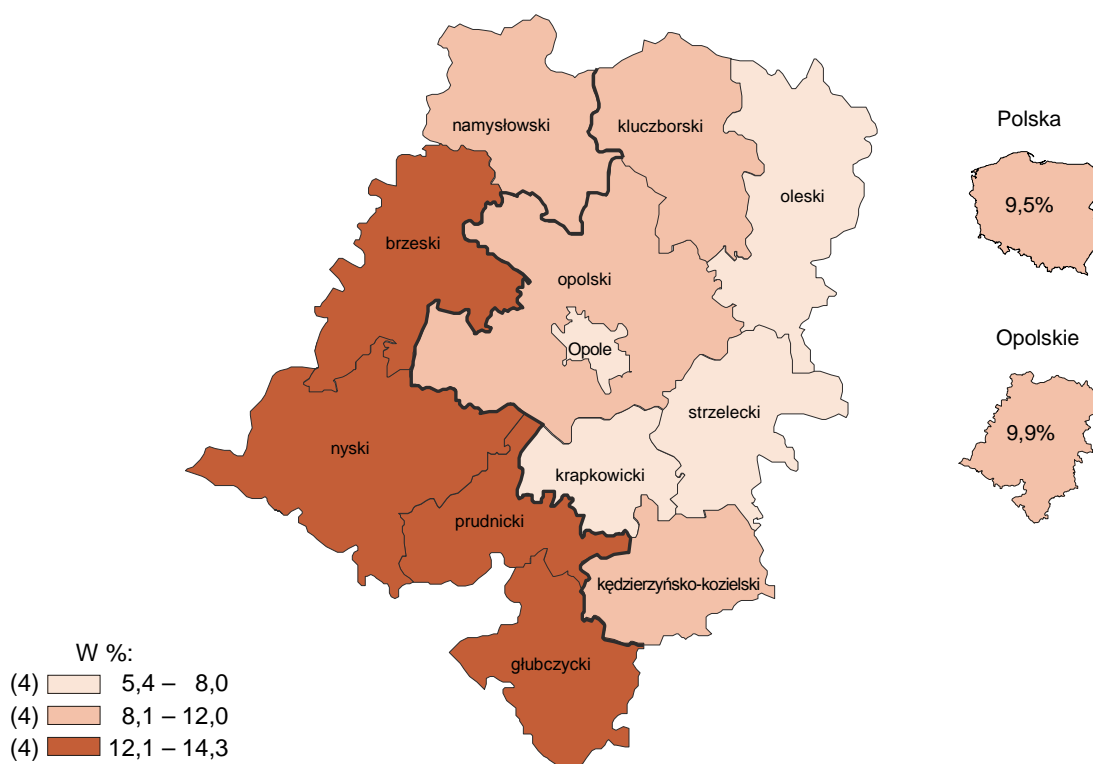 namysłowski
kluczborski
oleski
brzeski
opolski
Opole
strzelecki
nyski
krapkowicki
prudnicki
kędzierzyńsko-kozielski
głubczycki
Polska
9,5%
Opolskie
9,9%
W %:
(4) 5,4 – 8,0
(4) 8,1 – 12,0
(4) 12,1 – 14,3